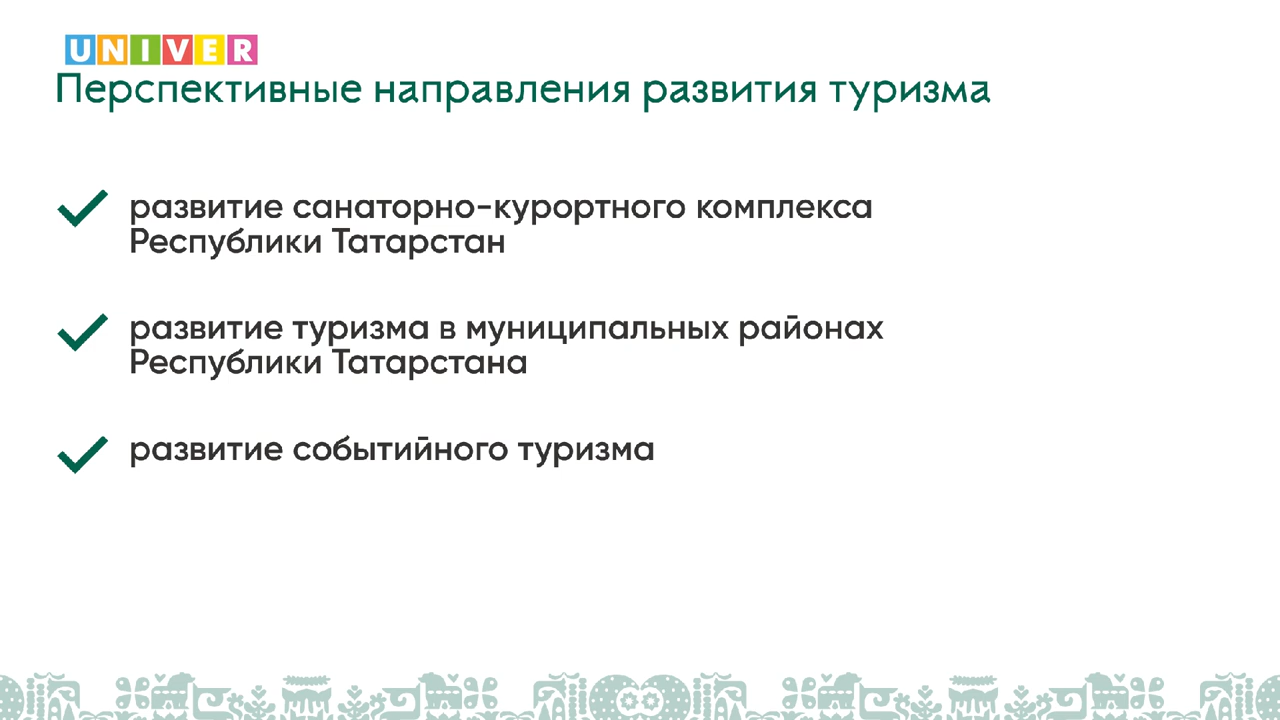 UNIVER
Перспективные направления развития туризма
развитие санаторно-курортного комплекса
Республики Татарстан
развитие туризма в муниципальных районах
Республики Татарстана
развитие событийного туризма